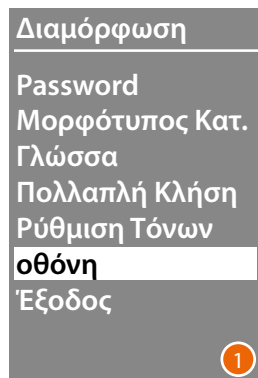 Διαμόρφωση
Password
Μορφότυπος Κατ.
Γλώσσα
Πολλαπλή Κλήση
Ρύθμιση Τόνων
οθόνη
Έξοδος
1